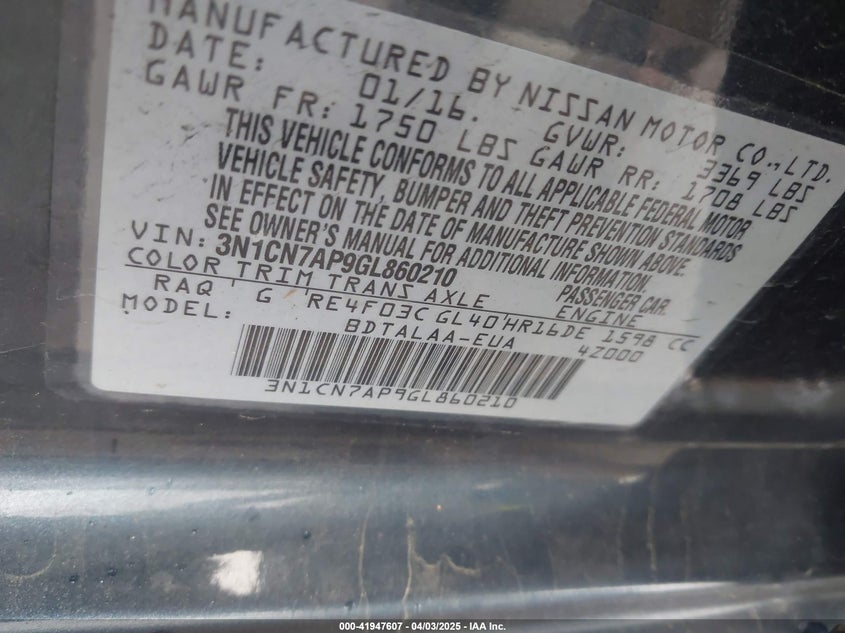 MANUFACTURED BY NISSAN MOTOR CO., LTD.
DATE: 01/16. GVWR: 3369 LBS
GAWR FR: 1750 LBS GAWR RR: 1708 LBS
THIS VEHICLE CONFORMS TO ALL APPLICABLE FEDERAL MOTOR
VEHICLE SAFETY, BUMPER AND THEFT PREVENTION STANDARDS
IN EFFECT ON THE DATE OF MANUFACTURE SHOWN ABOVE.
SEE OWNER'S MANUAL FOR ADDITIONAL INFORMATION.
VIN: 3N1CN7AP9GL860210 PASSENGER CAR.
COLOR TRIM TRANS AXLE ENGINE
RAQ G RE4F03C GL40 HR16DE 1598 CC
MODEL: BDTALAA-EUA 4Z000
3N1CN7AP9GL860210
000-41947607 - 04/03/2025 - IAA Inc.